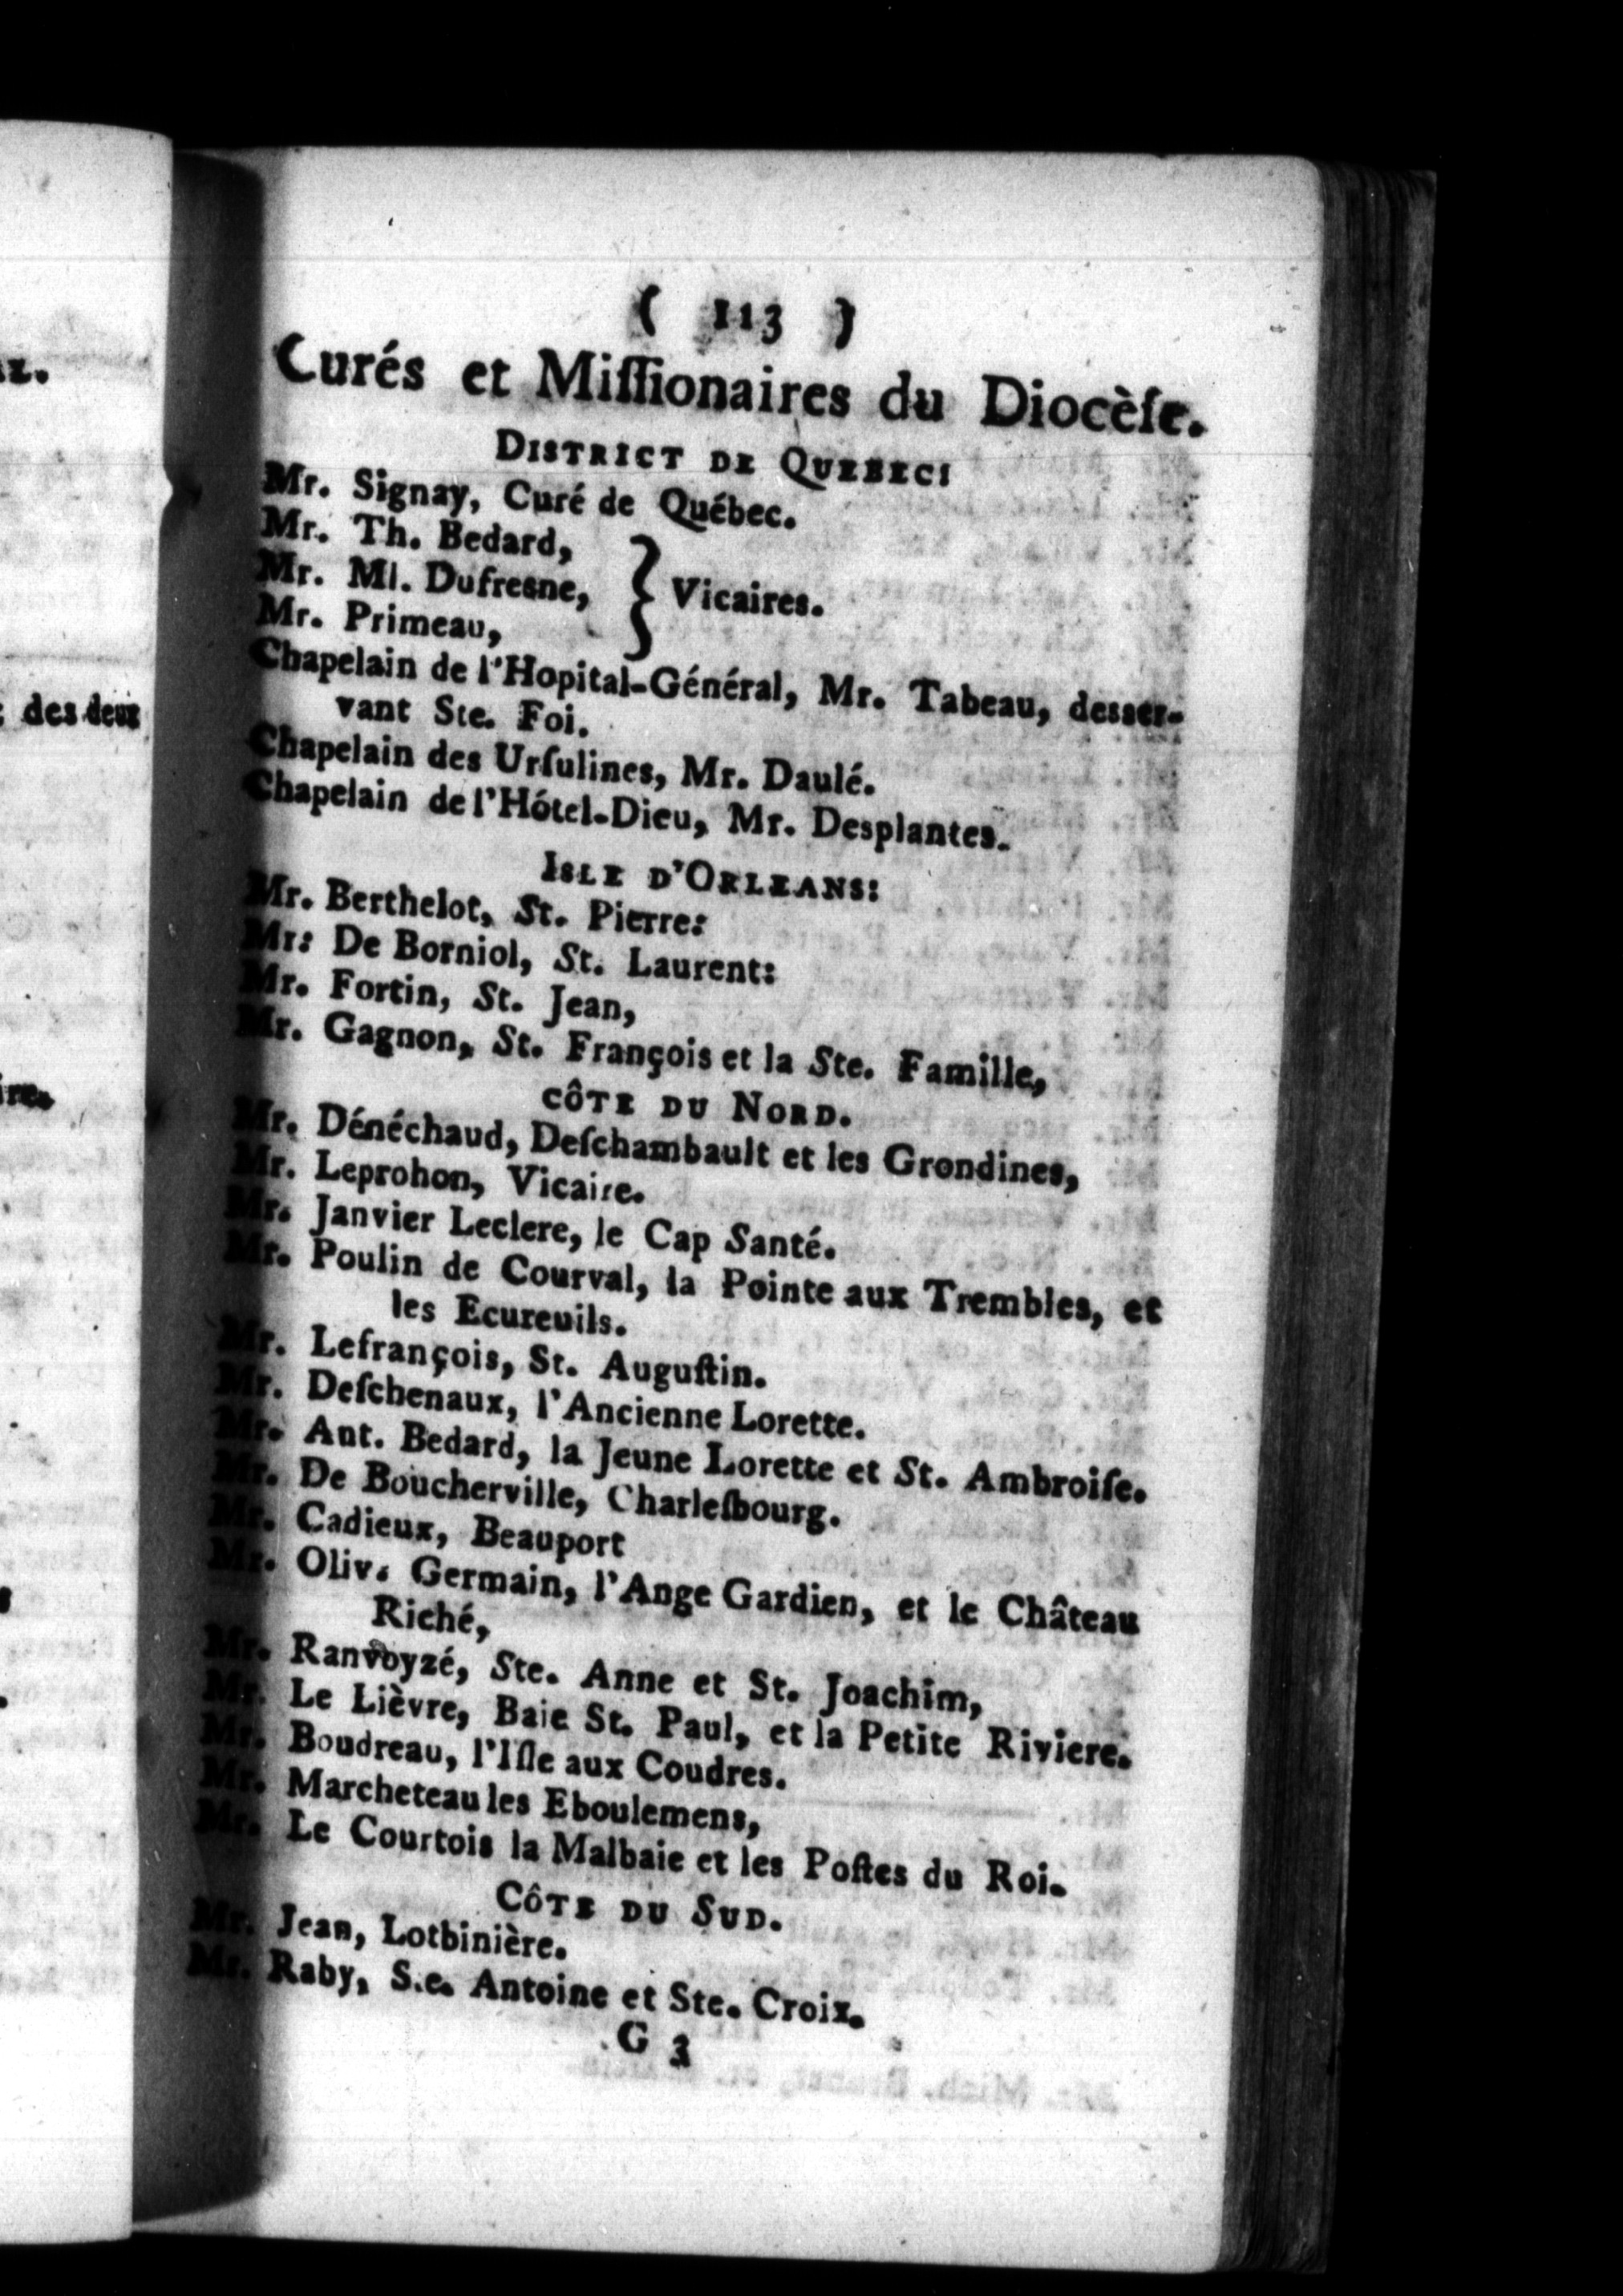 ( 113 )
Curés et Miſſionaires du Diocèſe.
DISTRICT DE QUEBEC:
Mr. Signay, Curé de Québec.
Mr. Th. Bedard,
Mr. Ml. Dufresne, } Vicaires.
Mr. Primeau,
Chapelain de l'Hopital-Général, Mr. Tabeau, desser-
vant Ste. Foi.
Chapelain des Urſulines, Mr. Daulé.
Chapelain de l'Hótel-Dieu, Mr. Desplantes.
ISLE D'ORLEANS:
Mr. Berthelot, St. Pierre:
Mr: De Borniol, St. Laurent:
Mr. Fortin, St. Jean,
Mr. Gagnon, St. François et la Ste. Famille,
CÔTE DU NORD.
Mr. Dénéchaud, Deſchambault et les Grondines,
Mr. Leprohon, Vicaire.
Mr. Janvier Leclere, le Cap Santé.
Mr. Poulin de Courval, la Pointe aux Trembles, et
les Ecureuils.
Mr. Lefrançois, St. Auguſtin.
Mr. Deſchenaux, l'Ancienne Lorette.
Mr. Ant. Bedard, la Jeune Lorette et St. Ambroiſe.
Mr. De Boucherville, Charleſbourg.
Mr. Cadieux, Beauport
Mr. Oliv. Germain, l'Ange Gardien, et le Château
Riché,
Mr. Ranvoyzé, Ste. Anne et St. Joachim,
Mr. Le Lièvre, Baie St. Paul, et la Petite Riviere.
Mr. Boudreau, l'Iſle aux Coudres.
Mr. Marcheteau les Eboulemens,
Mr. Le Courtois la Malbaie et les Poſtes du Roi.
CÔTE DU SUD.
Mr. Jean, Lotbinière.
Mr. Raby, S.e. Antoine et Ste. Croix.
G 3